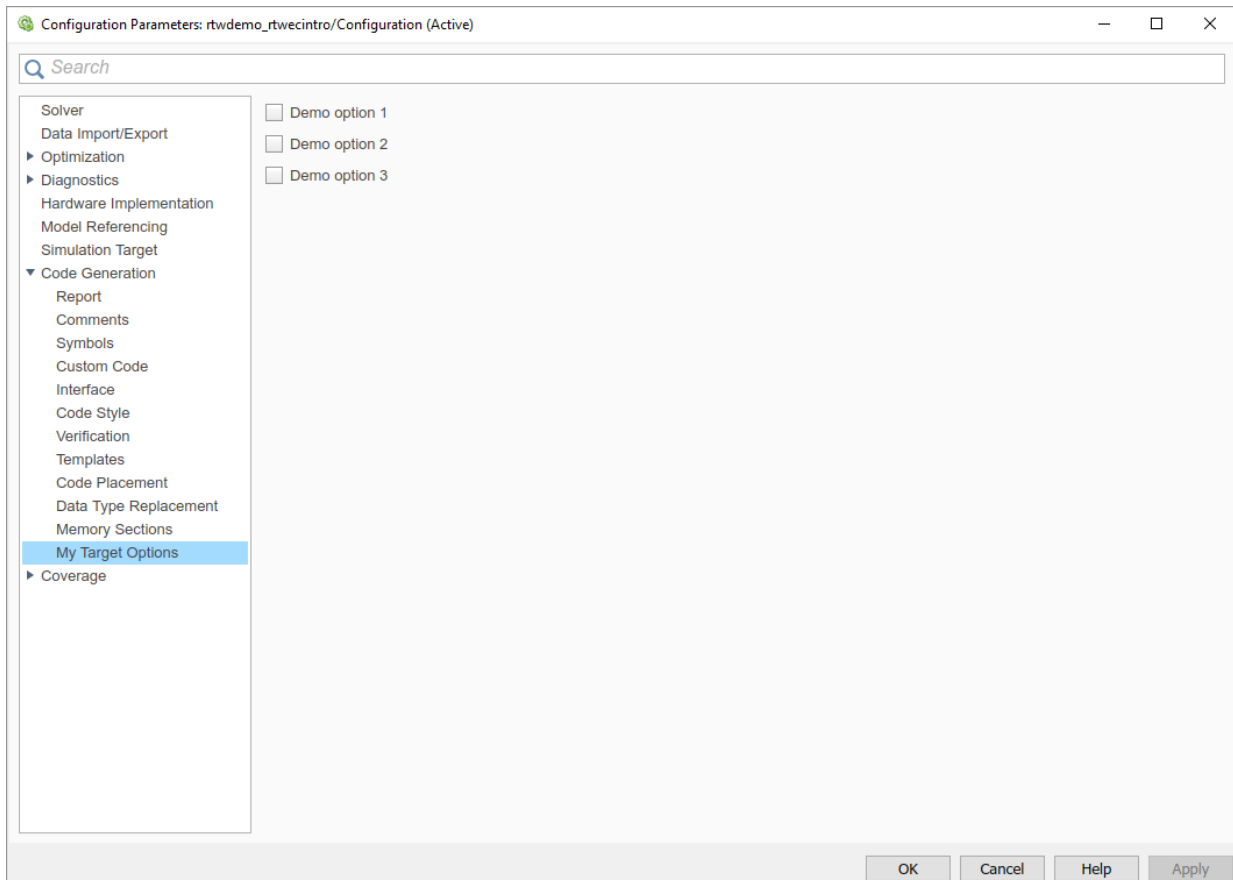 Configuration Parameters: rtwdemo_rtwecintro/Configuration (Active)
Search
Solver
Data Import/Export
Optimization
Diagnostics
Hardware Implementation
Model Referencing
Simulation Target
Code Generation
Report
Comments
Symbols
Custom Code
Interface
Code Style
Verification
Templates
Code Placement
Data Type Replacement
Memory Sections
My Target Options
Coverage
Demo option 1
Demo option 2
Demo option 3
OK Cancel Help Apply